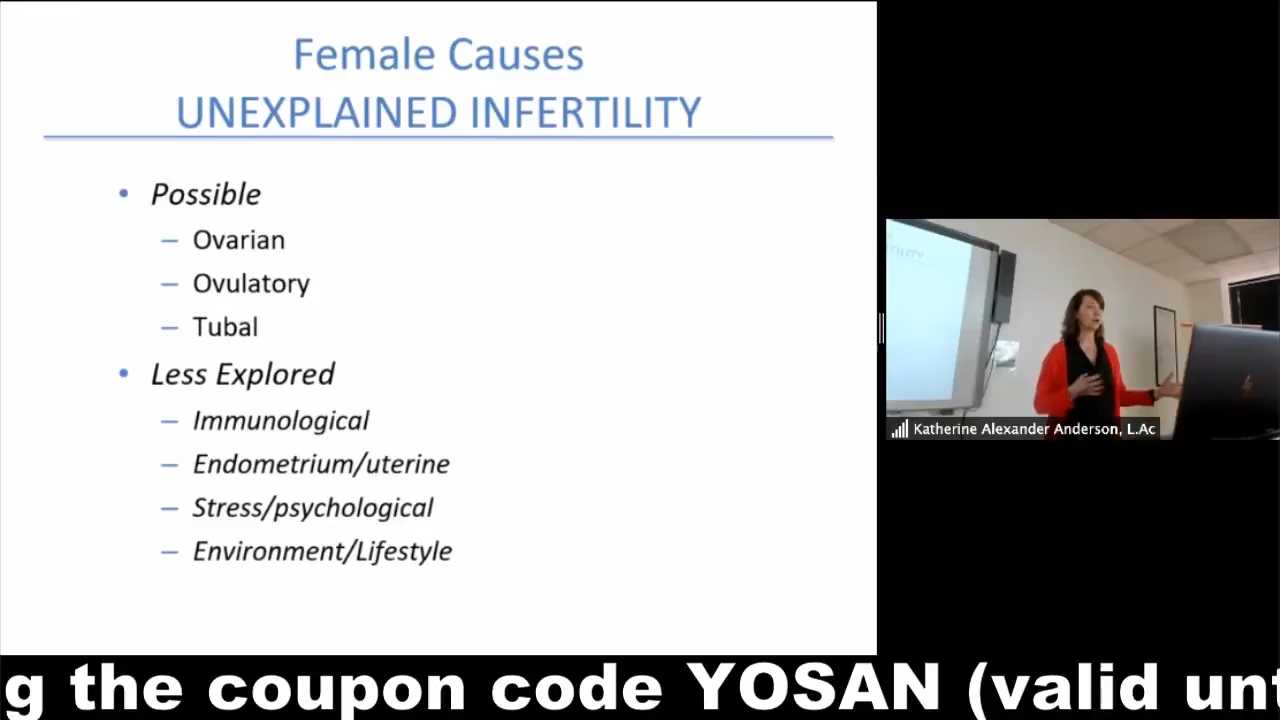 Female Causes
UNEXPLAINED INFERTILITY
• Possible
– Ovarian
– Ovulatory
– Tubal
• Less Explored
– Immunological
– Endometrium/uterine
– Stress/psychological
– Environment/Lifestyle
Katherine Alexander Anderson, L.Ac
g the coupon code YOSAN (valid unt